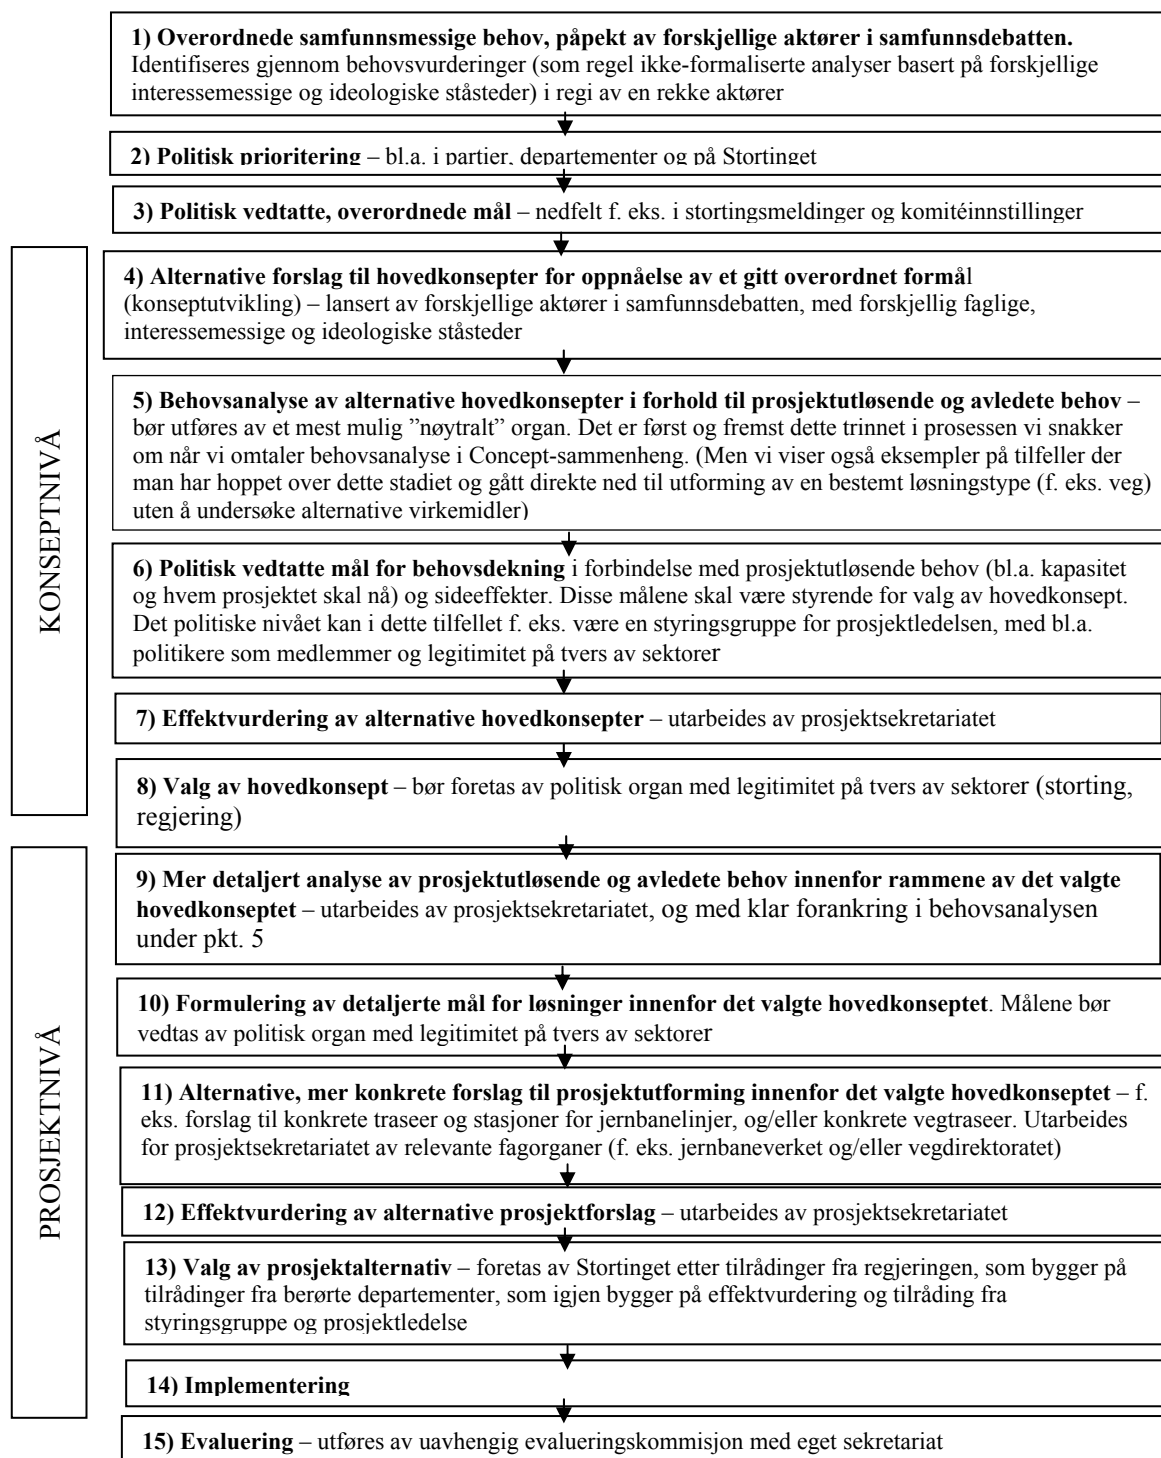 1) Overordnede samfunnsmessige behov, påpekt av forskjellige aktører i samfunnsdebatten.
Identifiseres gjennom behovsvurderinger (som regel ikke-formaliserte analyser basert på forskjellige
interessemessige og ideologiske ståsteder) i regi av en rekke aktører
2) Politisk prioritering – bl.a. i partier, departementer og på Stortinget
3) Politisk vedtatte, overordnede mål – nedfelt f. eks. i stortingsmeldinger og komitéinnstillinger
KONSEPTNIVÅ
4) Alternative forslag til hovedkonsepter for oppnåelse av et gitt overordnet formål
(konseptutvikling) – lansert av forskjellige aktører i samfunnsdebatten, med forskjellig faglige,
interessemessige og ideologiske ståsteder
5) Behovsanalyse av alternative hovedkonsepter i forhold til prosjektutløsende og avledete behov –
bør utføres av et mest mulig ”nøytralt” organ. Det er først og fremst dette trinnet i prosessen vi snakker
om når vi omtaler behovsanalyse i Concept-sammenheng. (Men vi viser også eksempler på tilfeller der
man har hoppet over dette stadiet og gått direkte ned til utforming av en bestemt løsningstype (f. eks. veg)
uten å undersøke alternative virkemidler)
6) Politisk vedtatte mål for behovsdekning i forbindelse med prosjektutløsende behov (bl.a. kapasitet
og hvem prosjektet skal nå) og sideeffekter. Disse målene skal være styrende for valg av hovedkonsept.
Det politiske nivået kan i dette tilfellet f. eks. være en styringsgruppe for prosjektledelsen, med bl.a.
politikere som medlemmer og legitimitet på tvers av sektorer
7) Effektvurdering av alternative hovedkonsepter – utarbeides av prosjektsekretariatet
8) Valg av hovedkonsept – bør foretas av politisk organ med legitimitet på tvers av sektorer (storting,
regjering)
PROSJEKTNIVÅ
9) Mer detaljert analyse av prosjektutløsende og avledete behov innenfor rammene av det valgte
hovedkonseptet – utarbeides av prosjektsekretariatet, og med klar forankring i behovsanalysen
under pkt. 5
10) Formulering av detaljerte mål for løsninger innenfor det valgte hovedkonseptet. Målene bør
vedtas av politisk organ med legitimitet på tvers av sektorer
11) Alternative, mer konkrete forslag til prosjektutforming innenfor det valgte hovedkonseptet – f.
eks. forslag til konkrete traseer og stasjoner for jernbanelinjer, og/eller konkrete vegtraseer. Utarbeides
for prosjektsekretariatet av relevante fagorganer (f. eks. jernbaneverket og/eller vegdirektoratet)
12) Effektvurdering av alternative prosjektforslag – utarbeides av prosjektsekretariatet
13) Valg av prosjektalternativ – foretas av Stortinget etter tilrådinger fra regjeringen, som bygger på
tilrådinger fra berørte departementer, som igjen bygger på effektvurdering og tilråding fra
styringsgruppe og prosjektledelse
14) Implementering
15) Evaluering – utføres av uavhengig evalueringskommisjon med eget sekretariat